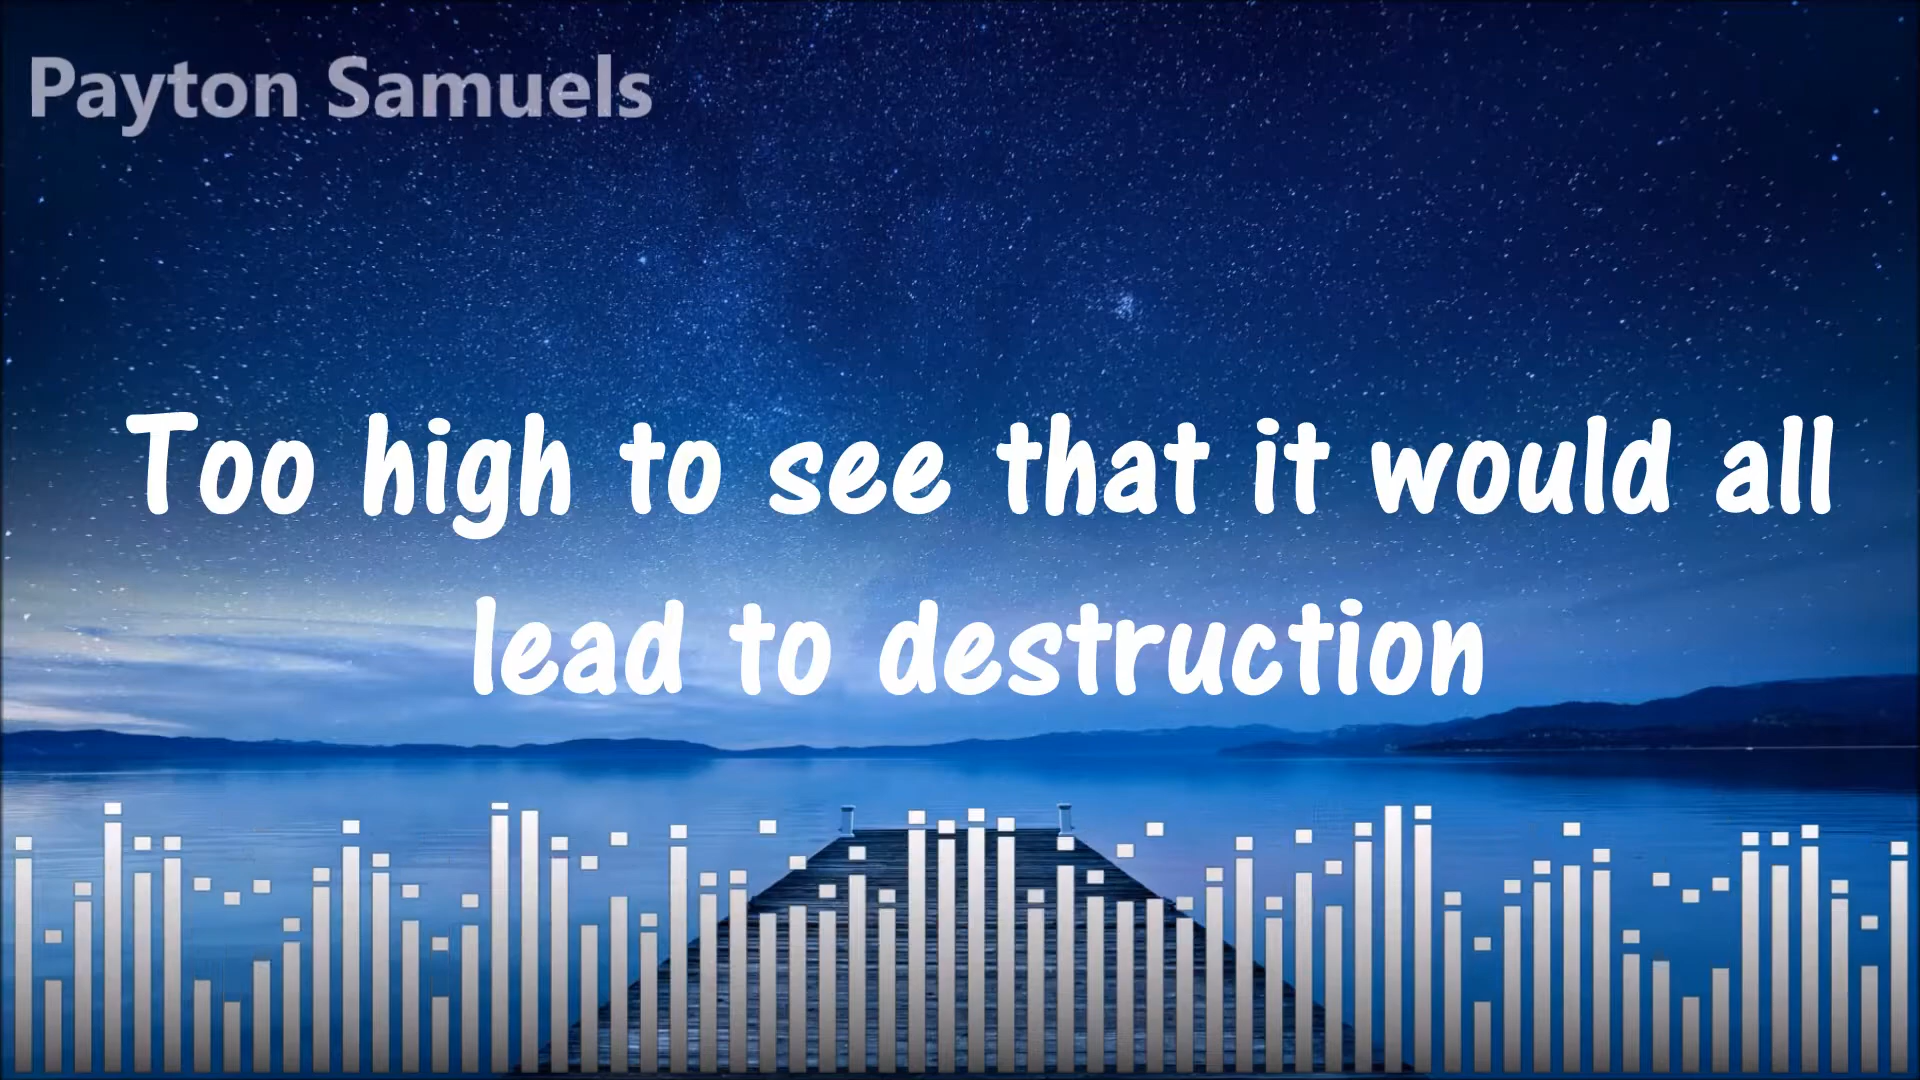 Payton Samuels
Too high to see that it would all
lead to destruction